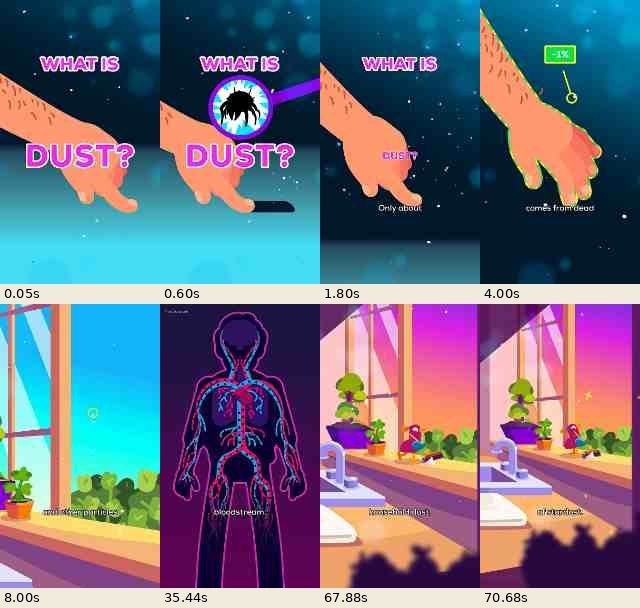 WHAT IS
DUST?
0.05s
WHAT IS
DUST?
0.60s
WHAT IS
DUST?
Only about
1.80s
~1%
comes from dead
4.00s
and other particles
8.00s
bloodstream.
35.44s
household dust
67.88s
of stardust.
70.68s